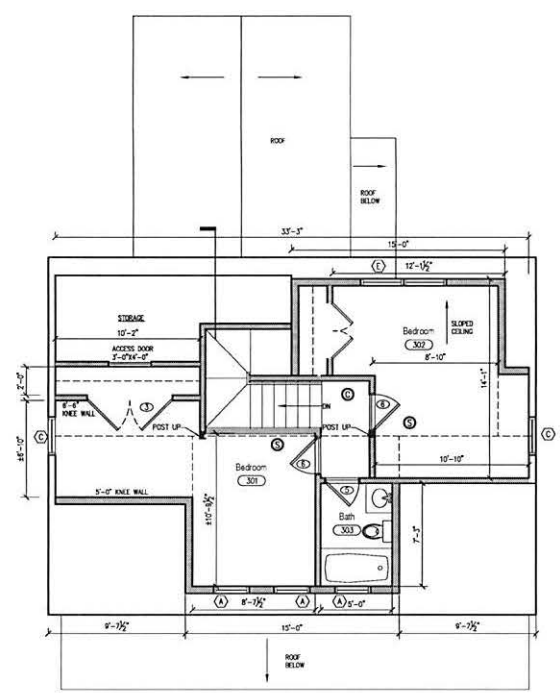 ROOF
ROOF
BELOW
33'-3"
15'-0"
E
12'-1½"
STORAGE
10'-2"
ACCESS DOOR
3'-0"X4'-0"
Bedroom
302
SLOPED
CEILING
8'-10"
14'-1"
2'-0"
6'-6"
KNEE WALL
3
DN
C
6
S
POST UP
POST UP
C
C
±6'-10"
S
6
Bedroom
301
10'-10"
5'-0" KNEE WALL
5
Bath
303
7'-3"
A
8'-7½"
A
A
5'-0"
9'-7½"
15'-0"
9'-7½"
ROOF
BELOW